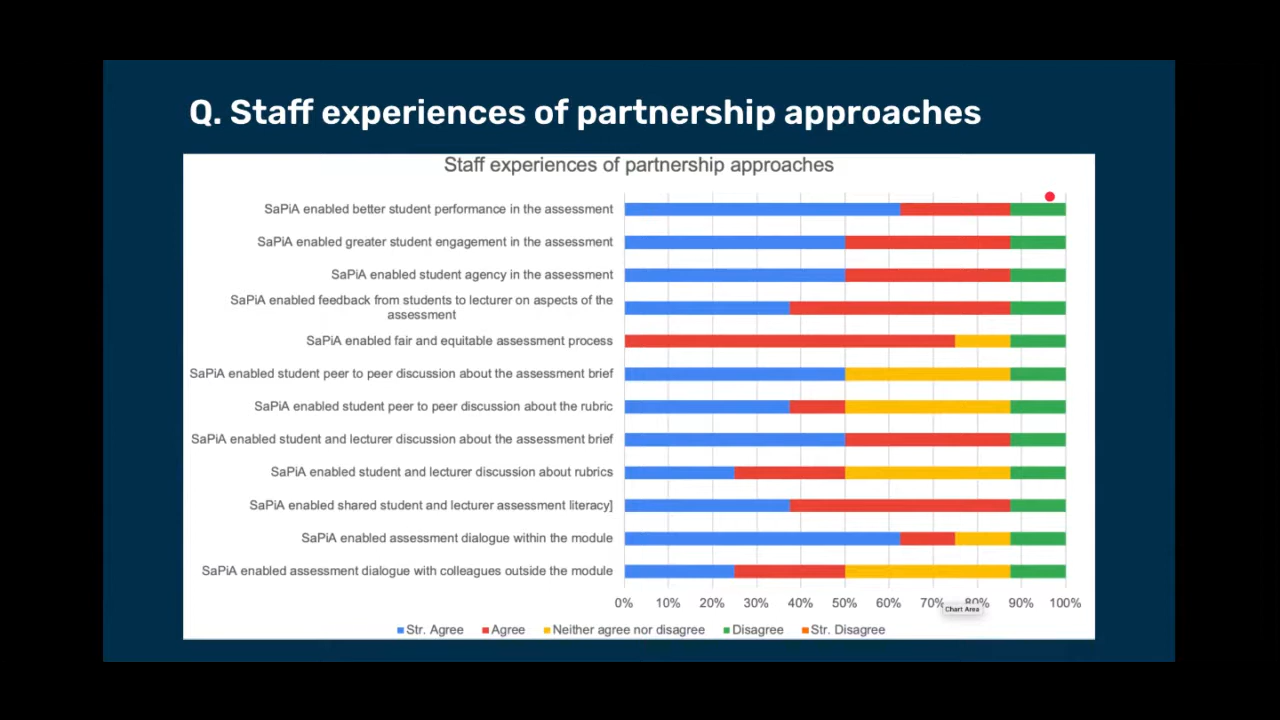 Q. Staff experiences of partnership approaches
Staff experiences of partnership approaches
SaPiA enabled better student performance in the assessment
SaPiA enabled greater student engagement in the assessment
SaPiA enabled student agency in the assessment
SaPiA enabled feedback from students to lecturer on aspects of the
assessment
SaPiA enabled fair and equitable assessment process
SaPiA enabled student peer to peer discussion about the assessment brief
SaPiA enabled student peer to peer discussion about the rubric
SaPiA enabled student and lecturer discussion about the assessment brief
SaPiA enabled student and lecturer discussion about rubrics
SaPiA enabled shared student and lecturer assessment literacy]
SaPiA enabled assessment dialogue within the module
SaPiA enabled assessment dialogue with colleagues outside the module
0% 10% 20% 30% 40% 50% 60% 70% 80% 90% 100%
Chart Area
Str. Agree Agree Neither agree nor disagree Disagree Str. Disagree